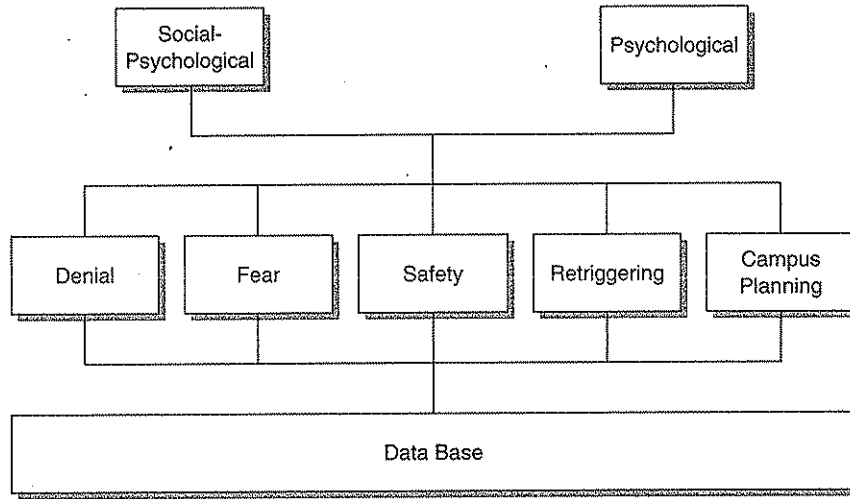 Social-
Psychological
Psychological
Denial
Fear
Safety
Retriggering
Campus
Planning
Data Base